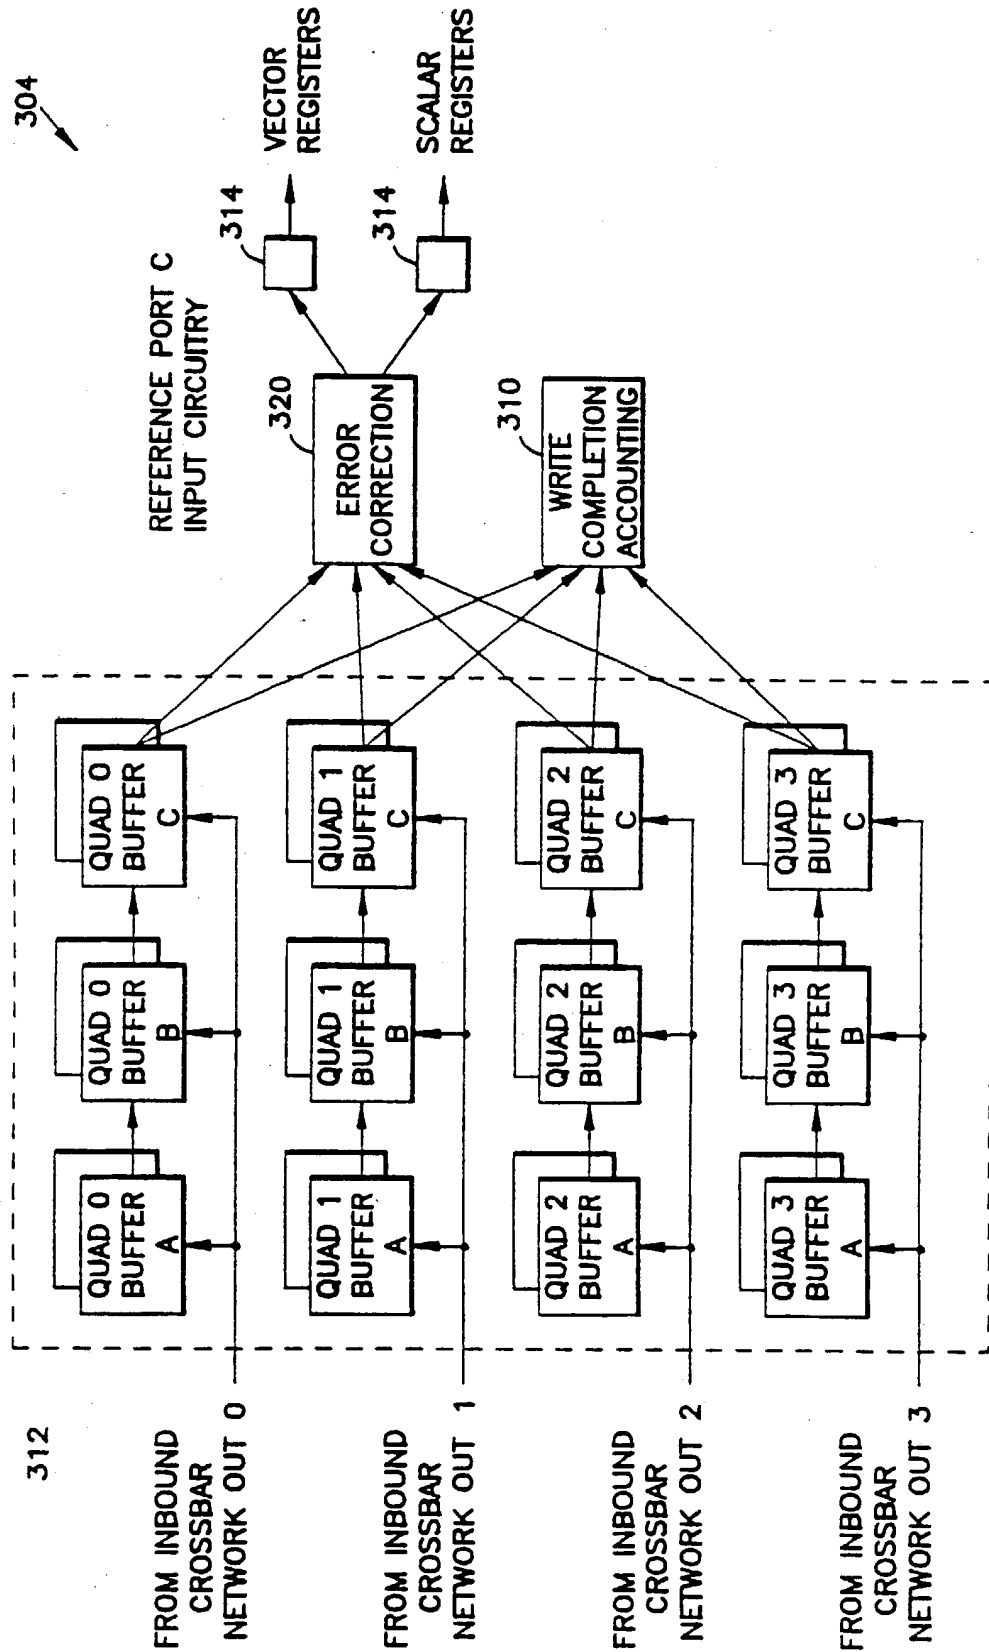 304
REFERENCE PORT C
INPUT CIRCUITRY
312
FROM INBOUND
CROSSBAR
NETWORK OUT 0
QUAD 0
BUFFER
A
QUAD 0
BUFFER
B
QUAD 0
BUFFER
C
FROM INBOUND
CROSSBAR
NETWORK OUT 1
QUAD 1
BUFFER
A
QUAD 1
BUFFER
B
QUAD 1
BUFFER
C
FROM INBOUND
CROSSBAR
NETWORK OUT 2
QUAD 2
BUFFER
A
QUAD 2
BUFFER
B
QUAD 2
BUFFER
C
FROM INBOUND
CROSSBAR
NETWORK OUT 3
QUAD 3
BUFFER
A
QUAD 3
BUFFER
B
QUAD 3
BUFFER
C
320
ERROR
CORRECTION
310
WRITE
COMPLETION
ACCOUNTING
314
VECTOR
REGISTERS
314
SCALAR
REGISTERS